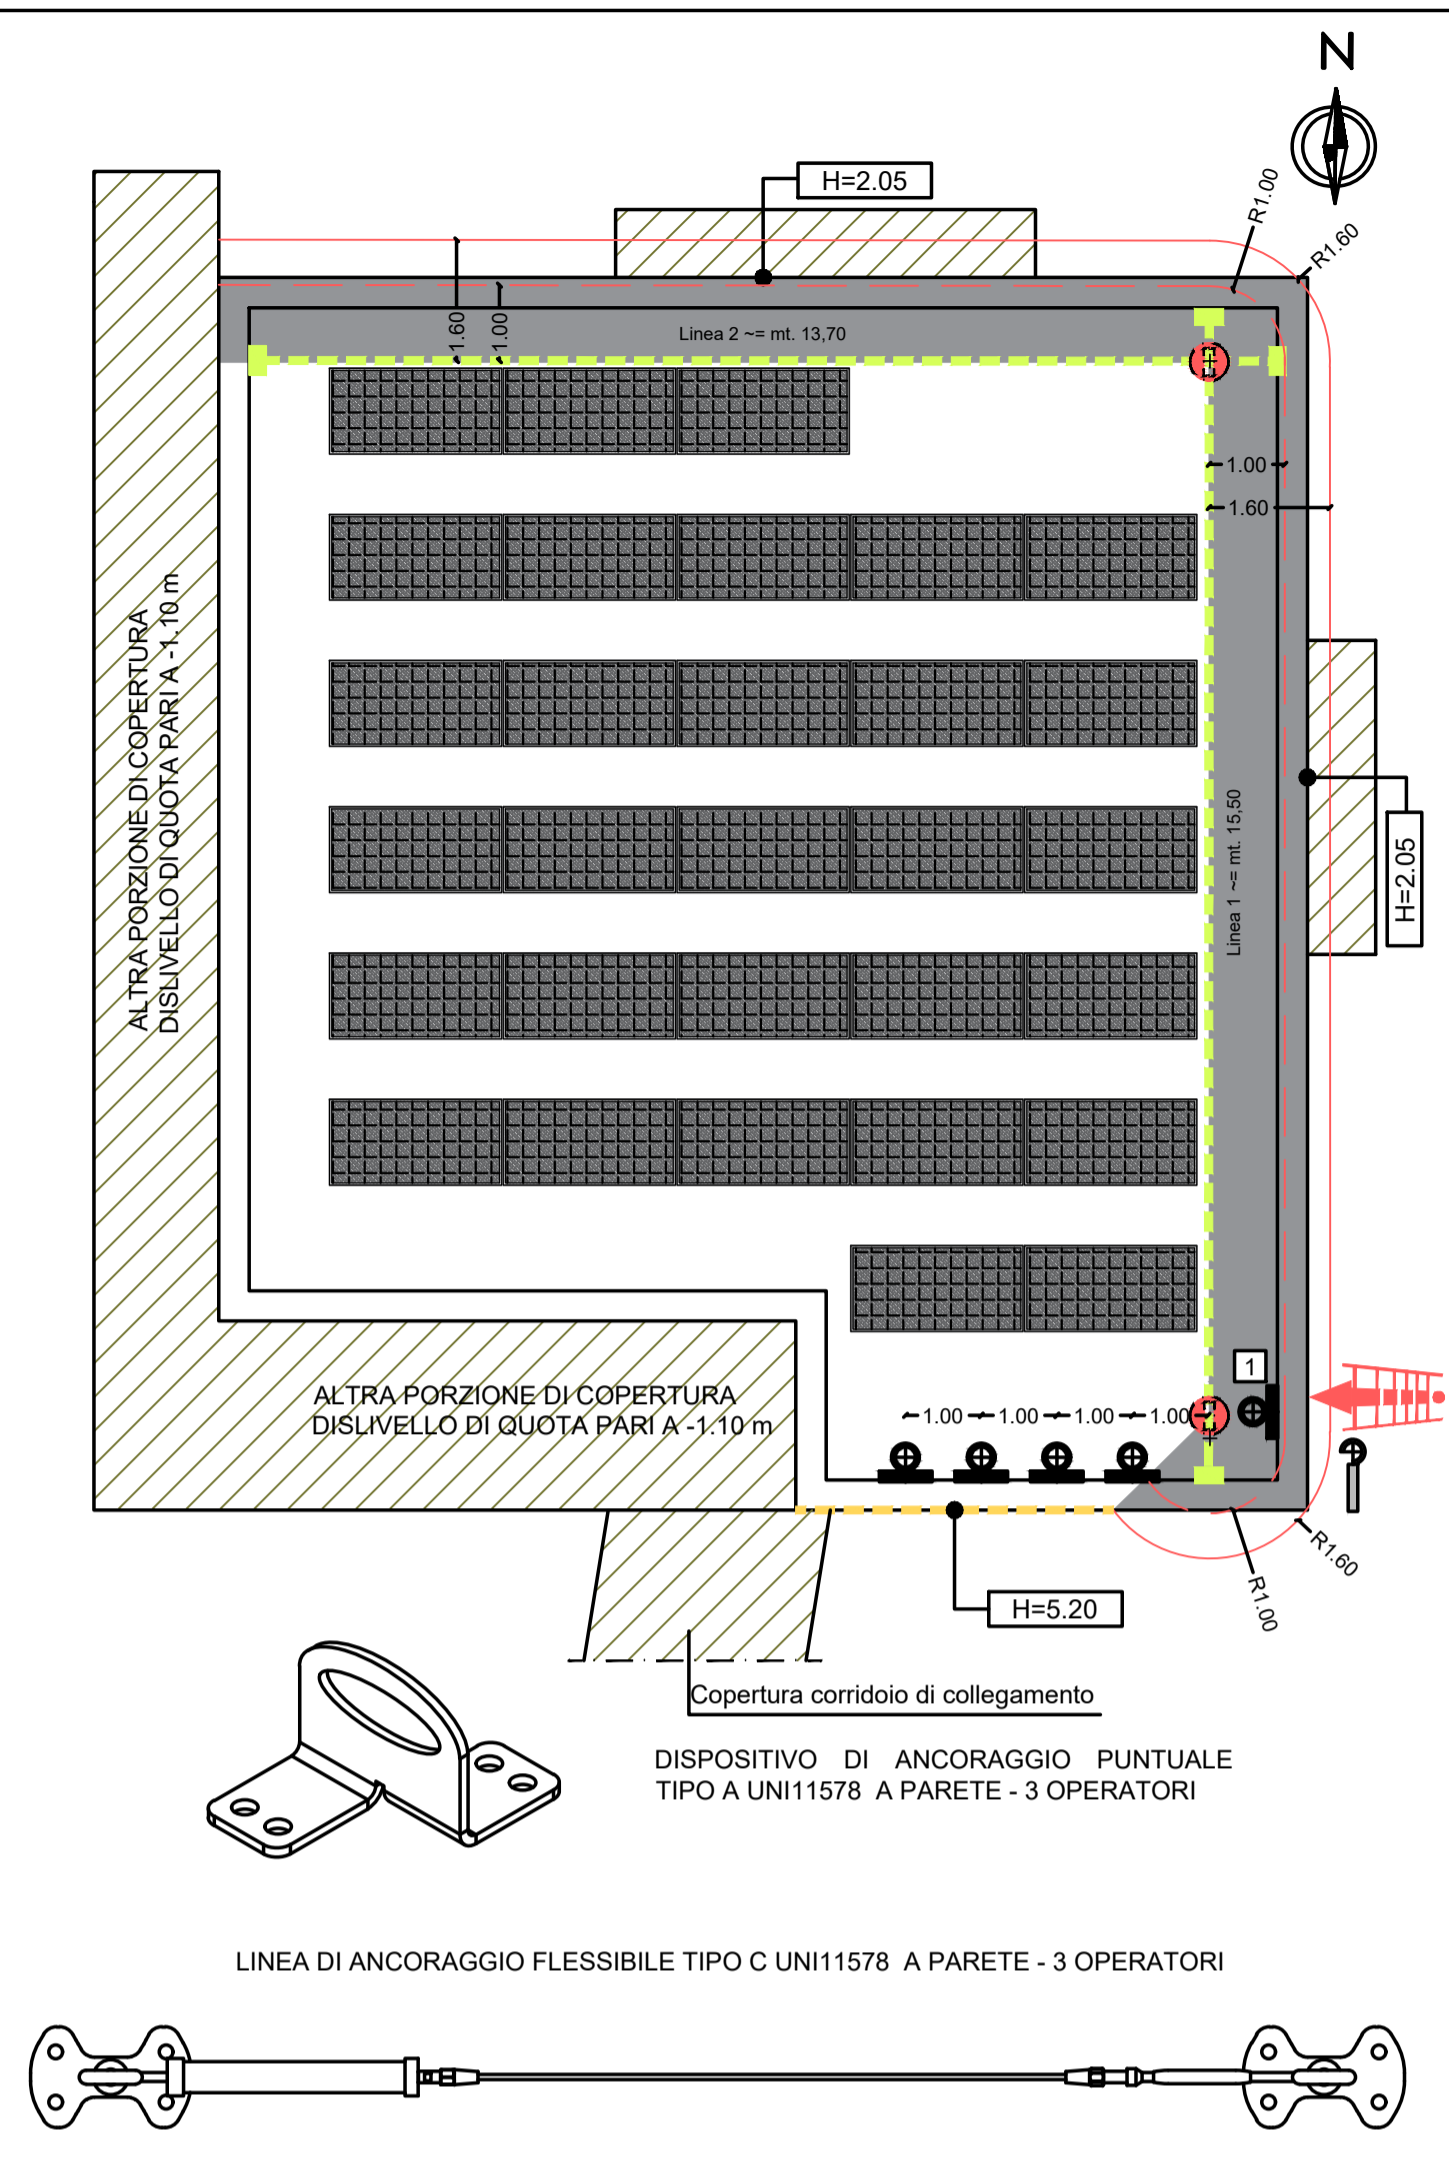 N
H=2.05
R1.00
R1.60
1.60
1.00
Linea 2 ~= mt. 13,70
1.00
1.60
ALTRA PORZIONE DI COPERTURA
DISLIVELLO DI QUOTA PARI A -1.10 m
Linea 1 ~= mt. 15,50
H=2.05
1
ALTRA PORZIONE DI COPERTURA
DISLIVELLO DI QUOTA PARI A -1.10 m
1.00 1.00 1.00 1.00
R1.60
R1.00
H=5.20
Copertura corridoio di collegamento
DISPOSITIVO DI ANCORAGGIO PUNTUALE
TIPO A UNI11578 A PARETE - 3 OPERATORI
LINEA DI ANCORAGGIO FLESSIBILE TIPO C UNI11578 A PARETE - 3 OPERATORI